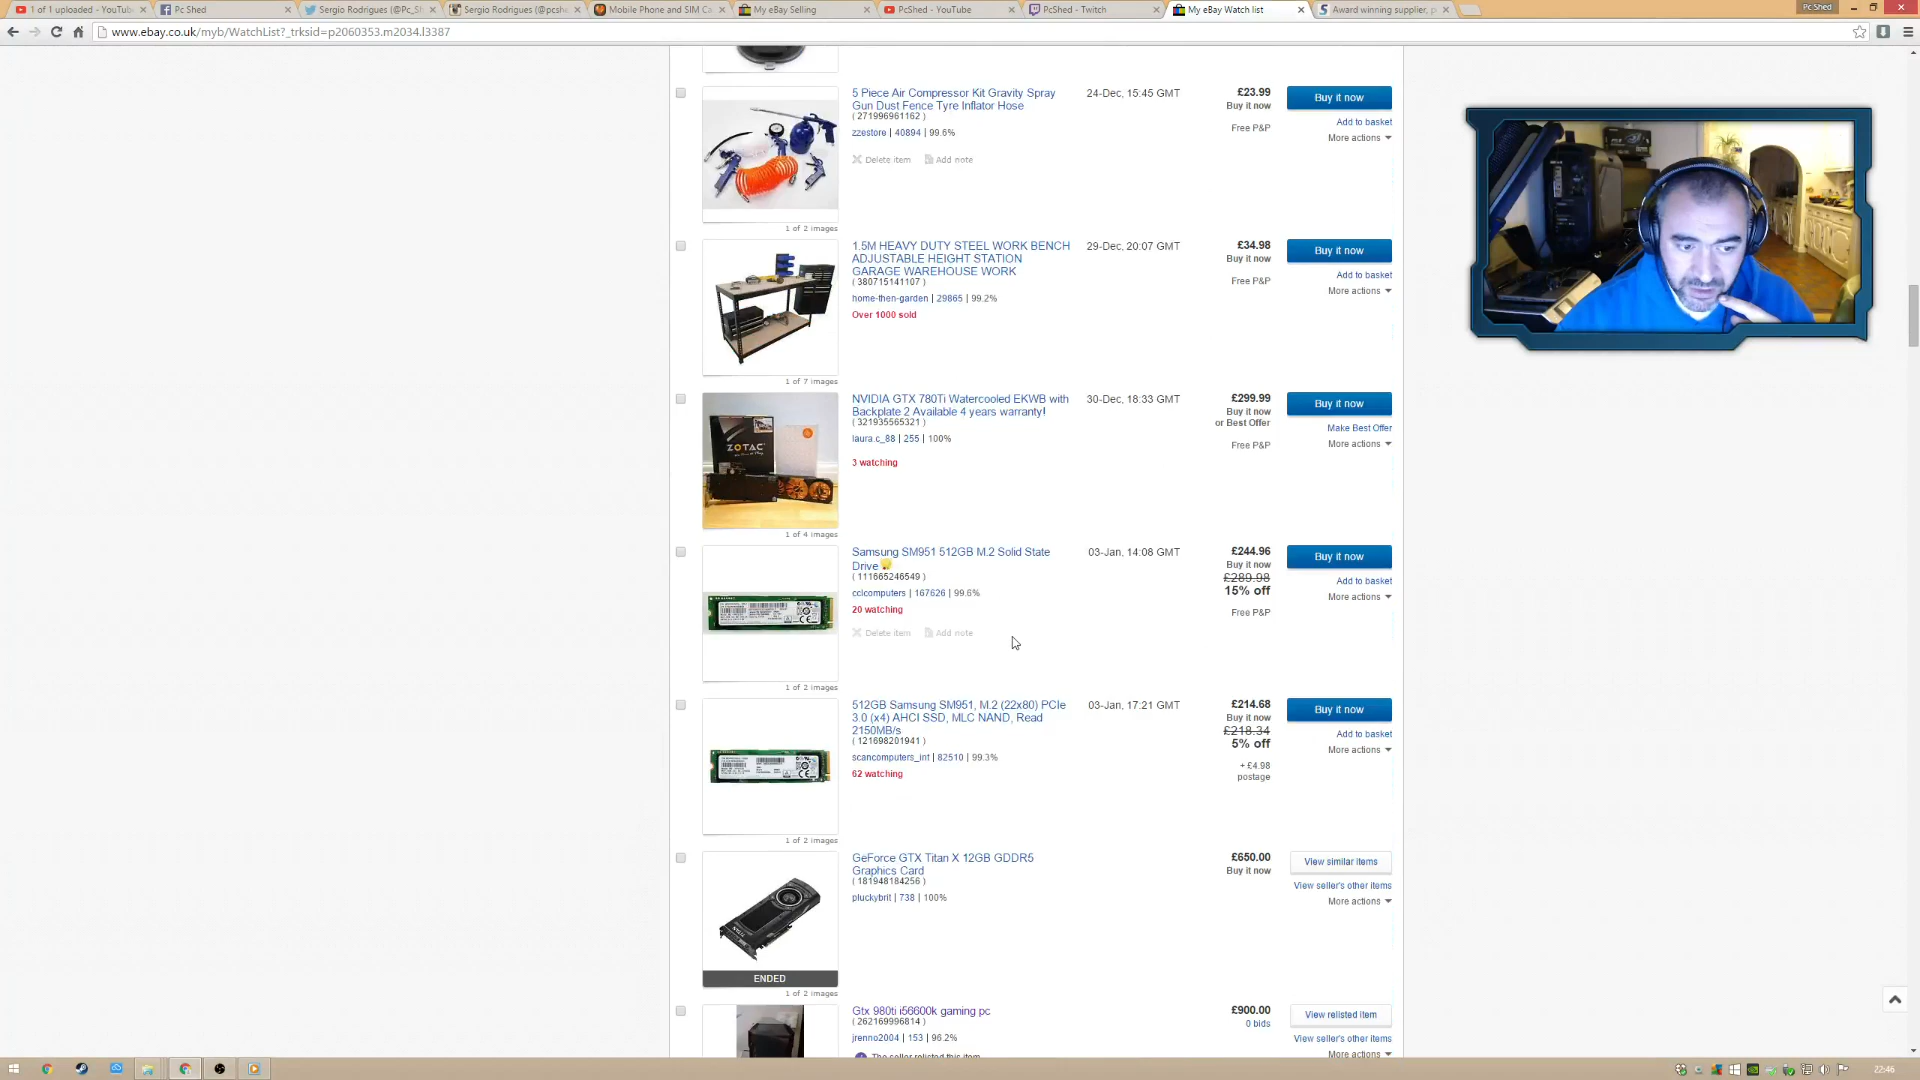 1 of 1 uploaded - YouTu
Pc Shed
Sergio Rodrigues (@Pc_Sh
Sergio Rodrigues (@pcsh
Mobile Phone and SIM Ca
My eBay Selling
PcShed - YouTube
PcShed - Twitch
My eBay Watch list
Award winning supplier, p
Pc Shed
www.ebay.co.uk/myb/WatchList?_trksid=p2060353.m2034.l3387
5 Piece Air Compressor Kit Gravity Spray
Gun Dust Fence Tyre Inflator Hose
( 271996961162 )
zzestore | 40894 | 99.6%
Delete item
Add note
24-Dec, 15:45 GMT
£23.99
Buy it now
Free P&P
Buy it now
Add to basket
More actions
1 of 2 images
1.5M HEAVY DUTY STEEL WORK BENCH
ADJUSTABLE HEIGHT STATION
GARAGE WAREHOUSE WORK
( 380715141107 )
home-then-garden | 29865 | 99.2%
Over 1000 sold
29-Dec, 20:07 GMT
£34.98
Buy it now
Free P&P
Buy it now
Add to basket
More actions
1 of 7 images
NVIDIA GTX 780Ti Watercooled EKWB with
Backplate 2 Available 4 years warranty!
( 321935565321 )
laura.c_88 | 255 | 100%
3 watching
30-Dec, 18:33 GMT
£299.99
Buy it now
or Best Offer
Free P&P
Buy it now
Make Best Offer
More actions
ZOTAC
1 of 4 images
Samsung SM951 512GB M.2 Solid State
Drive
( 111665246549 )
cclcomputers | 167626 | 99.6%
20 watching
Delete item
Add note
03-Jan, 14:08 GMT
£244.96
Buy it now
£289.98
15% off
Free P&P
Buy it now
Add to basket
More actions
1 of 2 images
512GB Samsung SM951, M.2 (22x80) PCIe
3.0 (x4) AHCI SSD, MLC NAND, Read
2150MB/s
( 121698201941 )
scancomputers_int | 82510 | 99.3%
62 watching
03-Jan, 17:21 GMT
£214.68
Buy it now
£218.34
5% off
+ £4.98
postage
Buy it now
Add to basket
More actions
1 of 2 images
GeForce GTX Titan X 12GB GDDR5
Graphics Card
( 181948184256 )
pluckybrit | 738 | 100%
£650.00
Buy it now
View similar items
View seller's other items
More actions
ENDED
1 of 2 images
Gtx 980ti i56600k gaming pc
( 262169996814 )
jrenno2004 | 153 | 96.2%
The seller relisted this item
£900.00
0 bids
View relisted item
View seller's other items
More actions
22:46